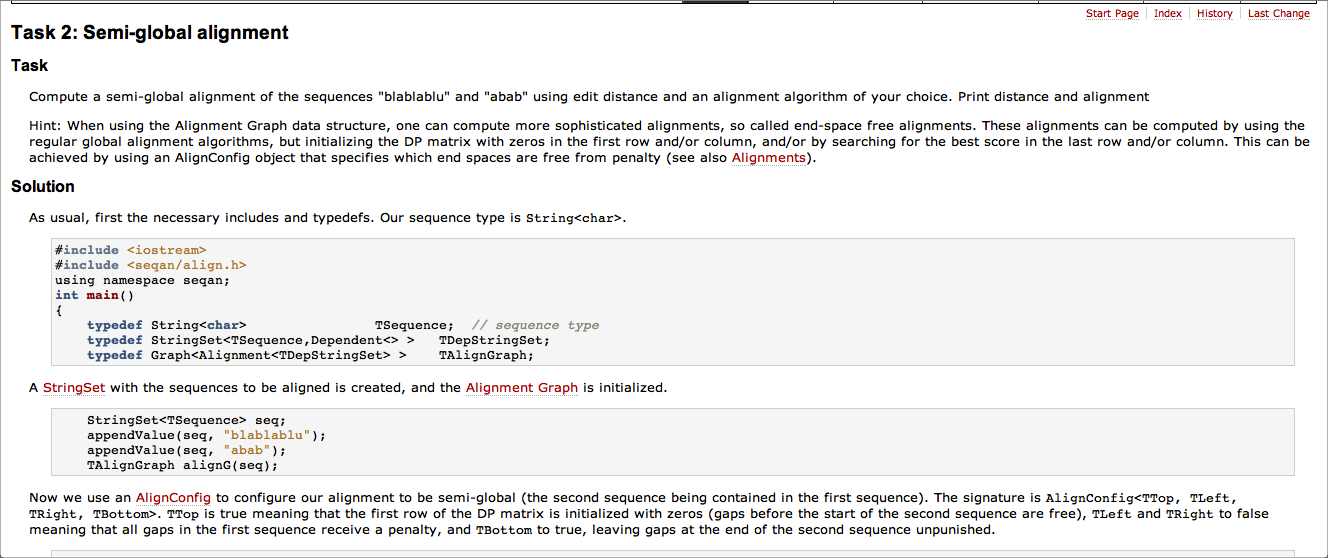 Start Page Index History Last Change
Task 2: Semi-global alignment
Task
Compute a semi-global alignment of the sequences "blablablu" and "abab" using edit distance and an alignment algorithm of your choice. Print distance and alignment
Hint: When using the Alignment Graph data structure, one can compute more sophisticated alignments, so called end-space free alignments. These alignments can be computed by using the
regular global alignment algorithms, but initializing the DP matrix with zeros in the first row and/or column, and/or by searching for the best score in the last row and/or column. This can be
achieved by using an AlignConfig object that specifies which end spaces are free from penalty (see also Alignments).
Solution
As usual, first the necessary includes and typedefs. Our sequence type is String<char>.
#include <iostream>
#include <seqan/align.h>
using namespace seqan;
int main()
{
    typedef String<char>                TSequence;  // sequence type
    typedef StringSet<TSequence,Dependent<> >   TDepStringSet;
    typedef Graph<Alignment<TDepStringSet> >    TAlignGraph;
A StringSet with the sequences to be aligned is created, and the Alignment Graph is initialized.
    StringSet<TSequence> seq;
    appendValue(seq, "blablablu");
    appendValue(seq, "abab");
    TAlignGraph alignG(seq);
Now we use an AlignConfig to configure our alignment to be semi-global (the second sequence being contained in the first sequence). The signature is AlignConfig<TTop, TLeft,
TRight, TBottom>. TTop is true meaning that the first row of the DP matrix is initialized with zeros (gaps before the start of the second sequence are free), TLeft and TRight to false
meaning that all gaps in the first sequence receive a penalty, and TBottom to true, leaving gaps at the end of the second sequence unpunished.